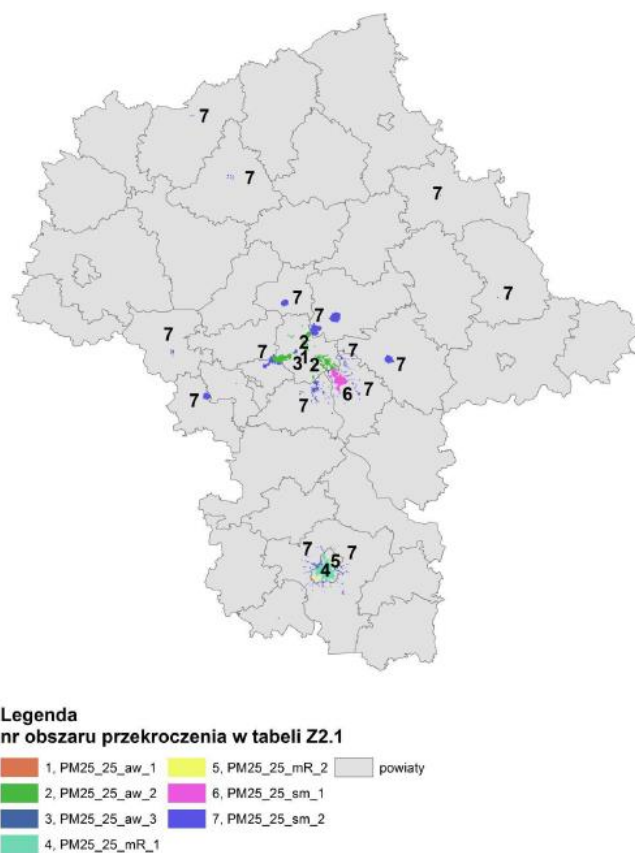 7
7
7
7
7
7
7
2
7
7
3 1 2
7
7
7
7
6
7
7
5
4
Legenda
nr obszaru przekroczenia w tabeli Z2.1
1, PM25_25_aw_1
5, PM25_25_mR_2
powiaty
2, PM25_25_aw_2
6, PM25_25_sm_1
3, PM25_25_aw_3
7, PM25_25_sm_2
4, PM25_25_mR_1